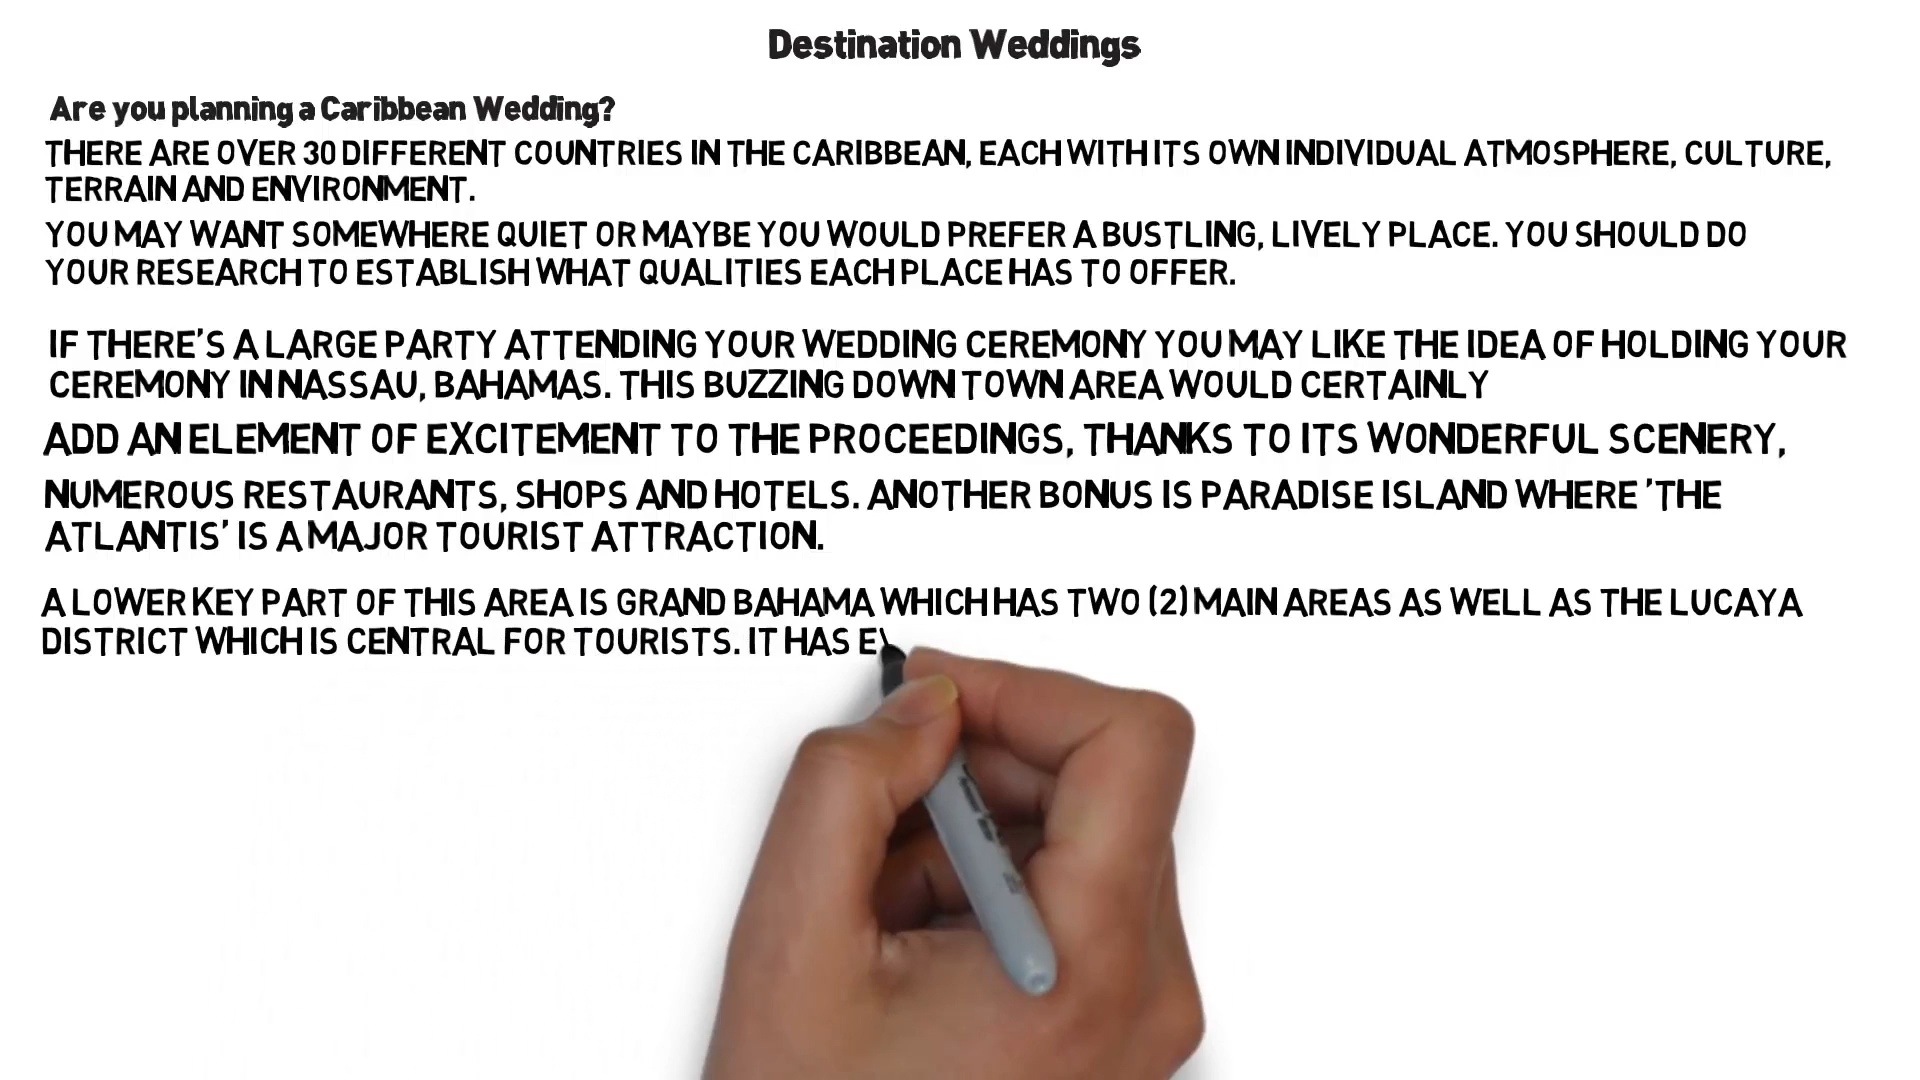 Destination Weddings
Are you planning a Caribbean Wedding?
THERE ARE OVER 30 DIFFERENT COUNTRIES IN THE CARIBBEAN, EACH WITH ITS OWN INDIVIDUAL ATMOSPHERE, CULTURE,
TERRAIN AND ENVIRONMENT.
YOU MAY WANT SOMEWHERE QUIET OR MAYBE YOU WOULD PREFER A BUSTLING, LIVELY PLACE. YOU SHOULD DO
YOUR RESEARCH TO ESTABLISH WHAT QUALITIES EACH PLACE HAS TO OFFER.
IF THERE'S A LARGE PARTY ATTENDING YOUR WEDDING CEREMONY YOU MAY LIKE THE IDEA OF HOLDING YOUR
CEREMONY IN NASSAU, BAHAMAS. THIS BUZZING DOWN TOWN AREA WOULD CERTAINLY
ADD AN ELEMENT OF EXCITEMENT TO THE PROCEEDINGS, THANKS TO ITS WONDERFUL SCENERY,
NUMEROUS RESTAURANTS, SHOPS AND HOTELS. ANOTHER BONUS IS PARADISE ISLAND WHERE 'THE
ATLANTIS' IS A MAJOR TOURIST ATTRACTION.
A LOWER KEY PART OF THIS AREA IS GRAND BAHAMA WHICH HAS TWO (2) MAIN AREAS AS WELL AS THE LUCAYA
DISTRICT WHICH IS CENTRAL FOR TOURISTS. IT HAS